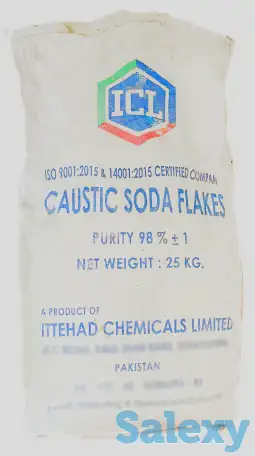 ICL
ISO 9001:2015 & 14001:2015 CERTIFIED COMPAN
CAUSTIC SODA FLAKES
PURITY 98 % ± 1
NET WEIGHT : 25 KG.
A PRODUCT OF
ITTEHAD CHEMICALS LIMITED
PAKISTAN
Salexy